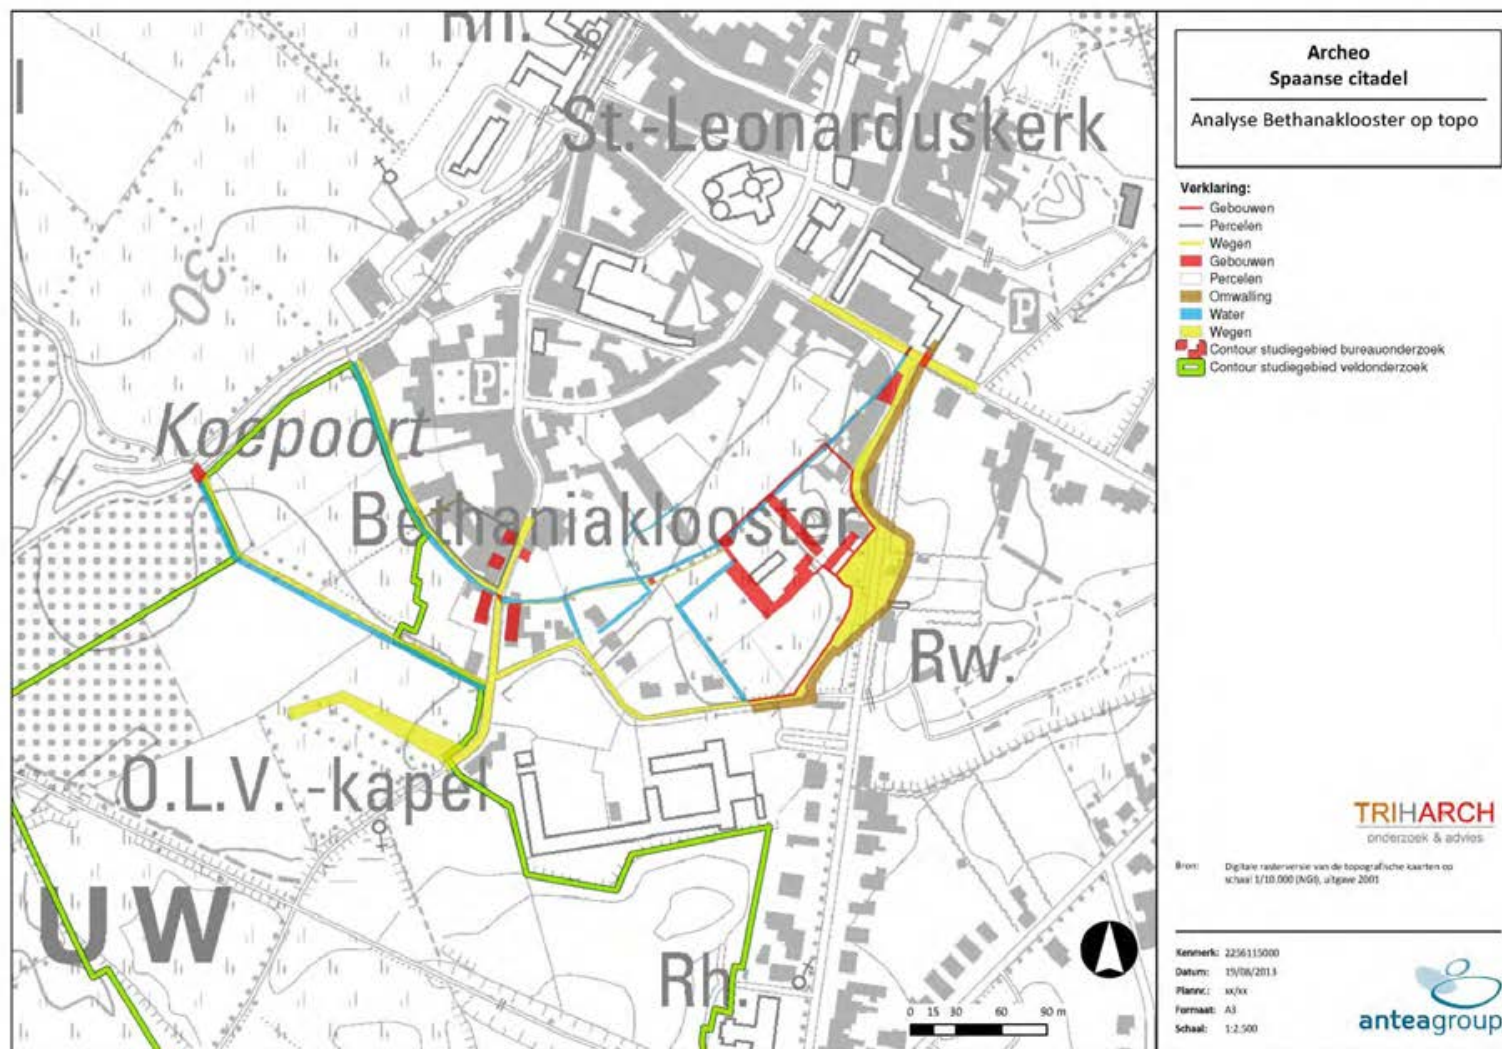 Rh.
St.-Leonarduskerk
30
P
P
Koepoort
Bethaniaklooster
Rw.
O.L.V.-kapel
UW
Rh.
0 15 30 60 90 m
Archeo
Spaanse citadel
Analyse Bethanaklooster op topo
Verklaring:
Gebouwen
Percelen
Wegen
Gebouwen
Percelen
Omwalling
Water
Wegen
Contour studiegebied bureauonderzoek
Contour studiegebied veldonderzoek
TRIHARCH
onderzoek & advies
Bron: Digitale rasterversie van de topografische kaarten op
schaal 1/10.000 (NGI), uitgave 2001
Kenmerk: 2256115000
Datum: 19/08/2013
Plannr.: xx/xx
Formaat: A3
Schaal: 1:2.500
anteagroup